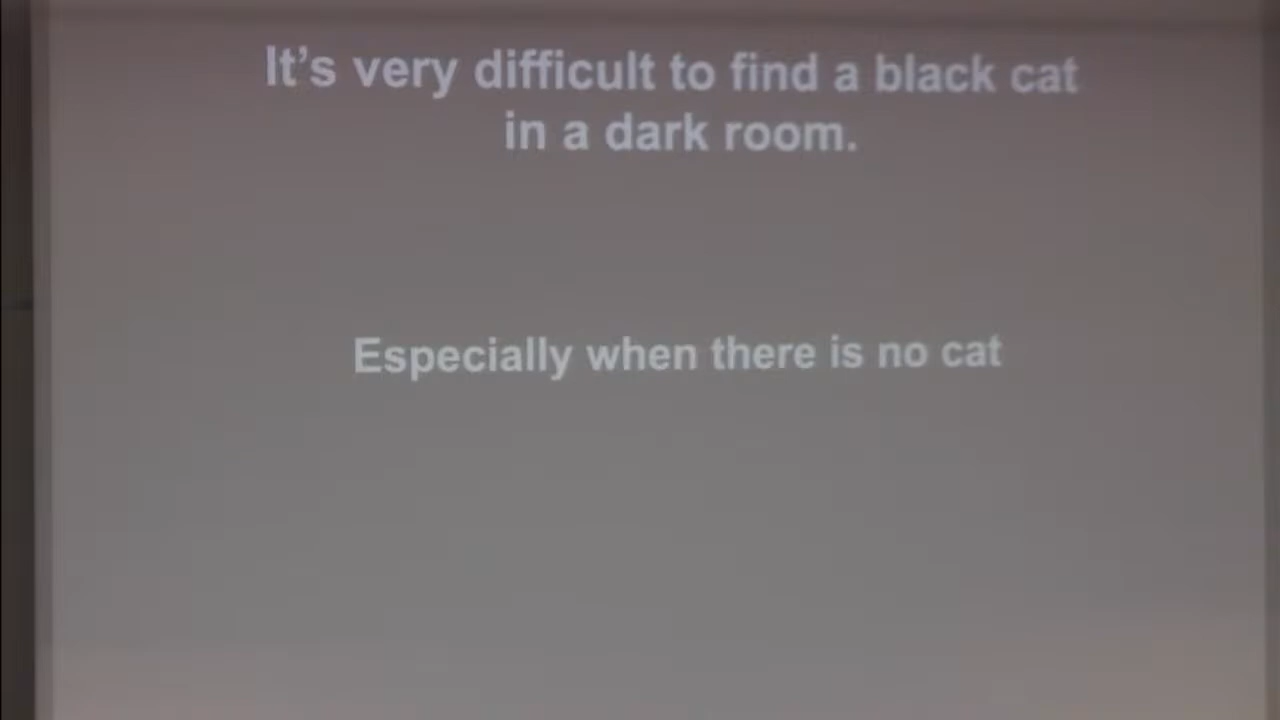 It’s very difficult to find a black cat
in a dark room.
Especially when there is no cat